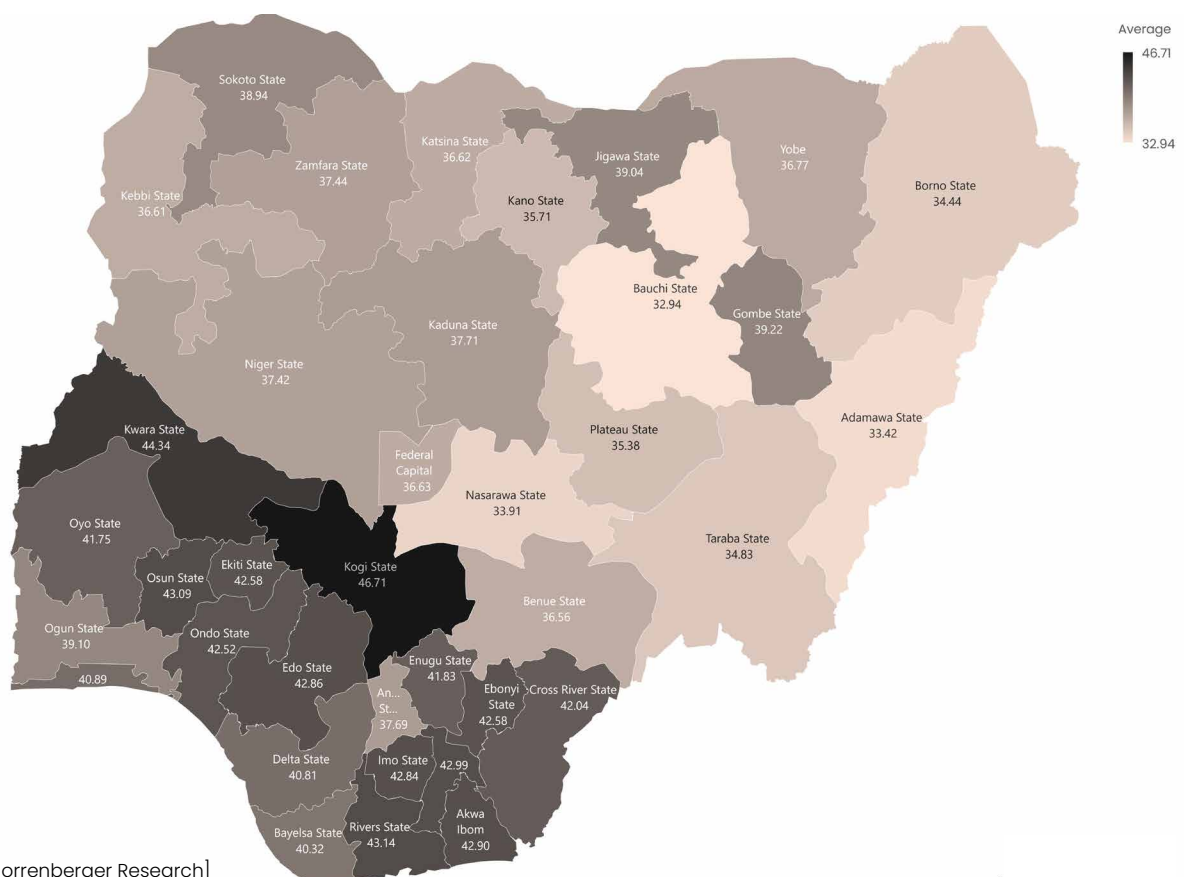 Average
46.71
32.94
Sokoto State
38.94
Katsina State
36.62
Zamfara State
37.44
Kebbi State
36.61
Kano State
35.71
Jigawa State
39.04
Yobe
36.77
Borno State
34.44
Bauchi State
32.94
Gombe State
39.22
Kaduna State
37.71
Niger State
37.42
Adamawa State
33.42
Plateau State
35.38
Kwara State
44.34
Federal
Capital
36.63
Nasarawa State
33.91
Oyo State
41.75
Taraba State
34.83
Kogi State
46.71
Ekiti State
42.58
Osun State
43.09
Benue State
36.56
Ogun State
39.10
Ondo State
42.52
Edo State
42.86
Enugu State
41.83
40.89
An...
St...
37.69
Ebonyi
State
42.58
Cross River State
42.04
Delta State
40.81
Imo State
42.84
42.99
Akwa
Ibom
42.90
Bayelsa State
40.32
Rivers State
43.14
orrenberger Research]